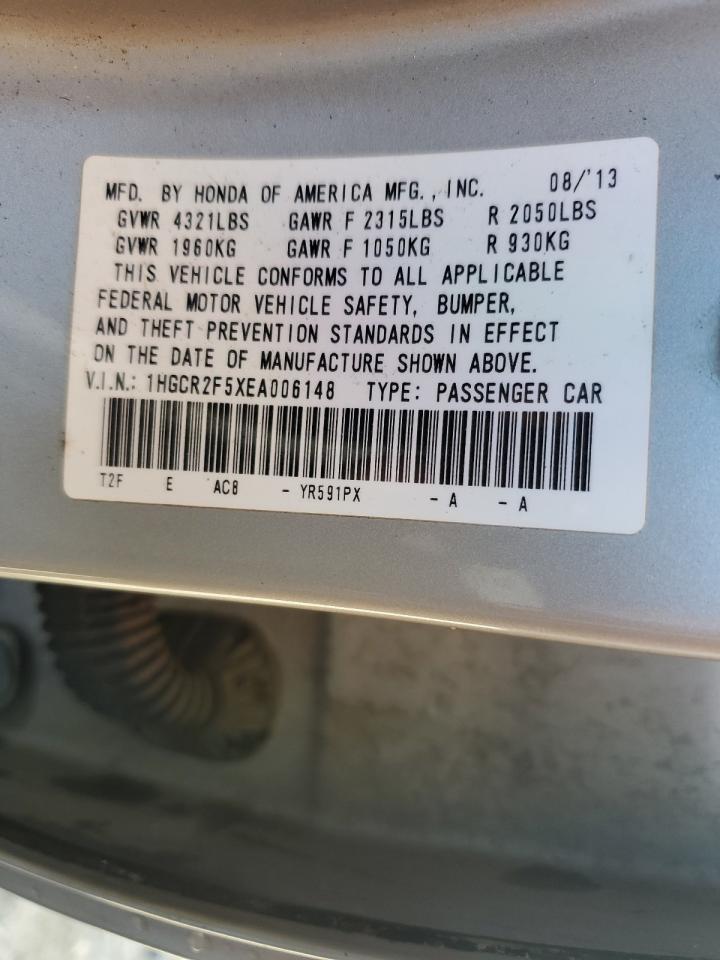 MFD. BY HONDA OF AMERICA MFG., INC. 08/'13
GVWR 4321LBS GAWR F 2315LBS R 2050LBS
GVWR 1960KG GAWR F 1050KG R 930KG
THIS VEHICLE CONFORMS TO ALL APPLICABLE
FEDERAL MOTOR VEHICLE SAFETY, BUMPER,
AND THEFT PREVENTION STANDARDS IN EFFECT
ON THE DATE OF MANUFACTURE SHOWN ABOVE.
V.I.N.: 1HGCR2F5XEA006148 TYPE: PASSENGER CAR
T2F E AC8 - YR591PX - A - A